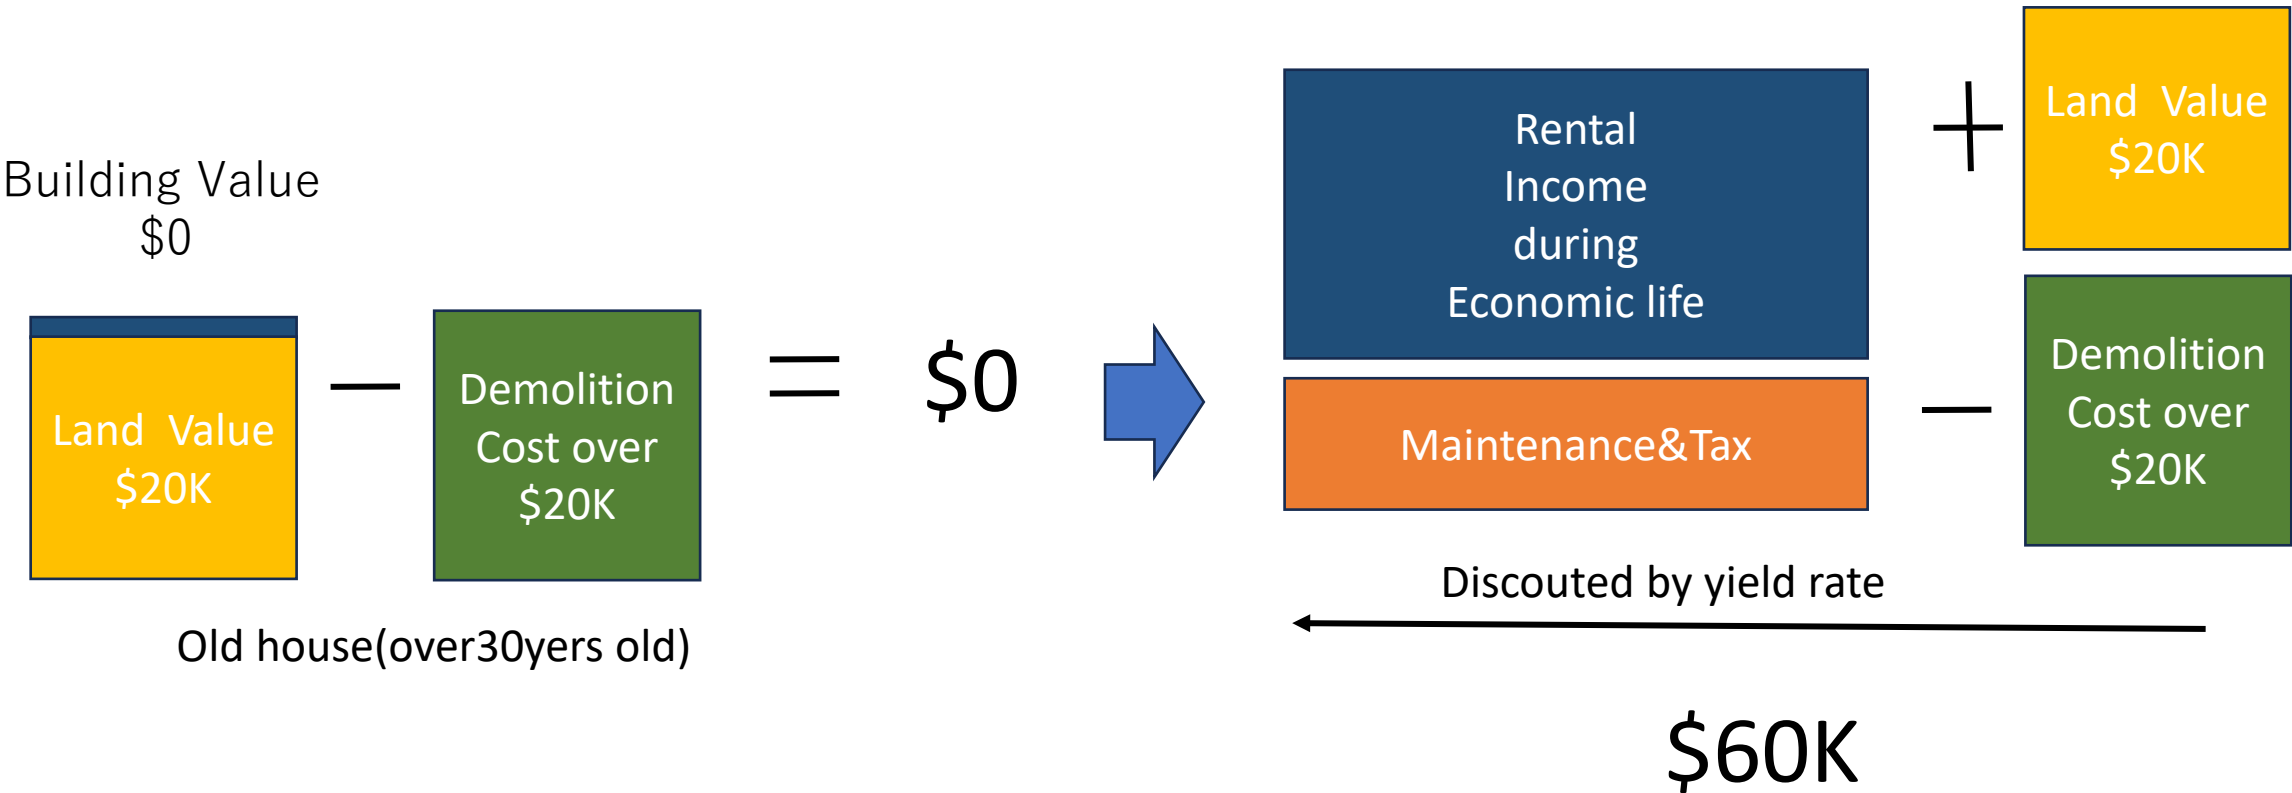 Building Value
$0
Land  Value
$20K
Demolition
Cost over
$20K
$0
Old house(over30yers old)
Rental
Income
during
Economic life
Maintenance&Tax
Land  Value
$20K
Demolition
Cost over
$20K
Discouted by yield rate
$60K